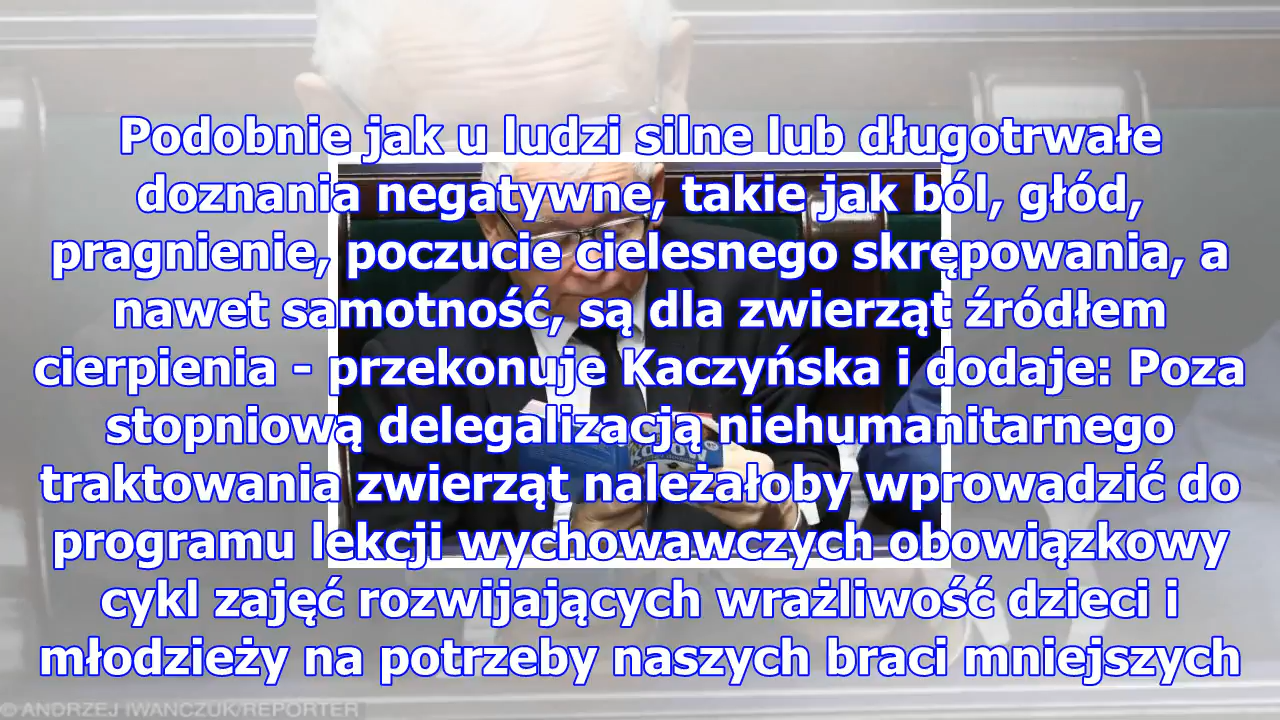 Podobnie jak u ludzi silne lub długotrwałe
doznania negatywne, takie jak ból, głód,
pragnienie, poczucie cielesnego skrępowania, a
nawet samotność, są dla zwierząt źródłem
cierpienia - przekonuje Kaczyńska i dodaje: Poza
stopniową delegalizacją niehumanitarnego
traktowania zwierząt należałoby wprowadzić do
programu lekcji wychowawczych obowiązkowy
cykl zajęć rozwijających wrażliwość dzieci i
młodzieży na potrzeby naszych braci mniejszych
© ANDRZEJ IWANCZUK/REPORTER